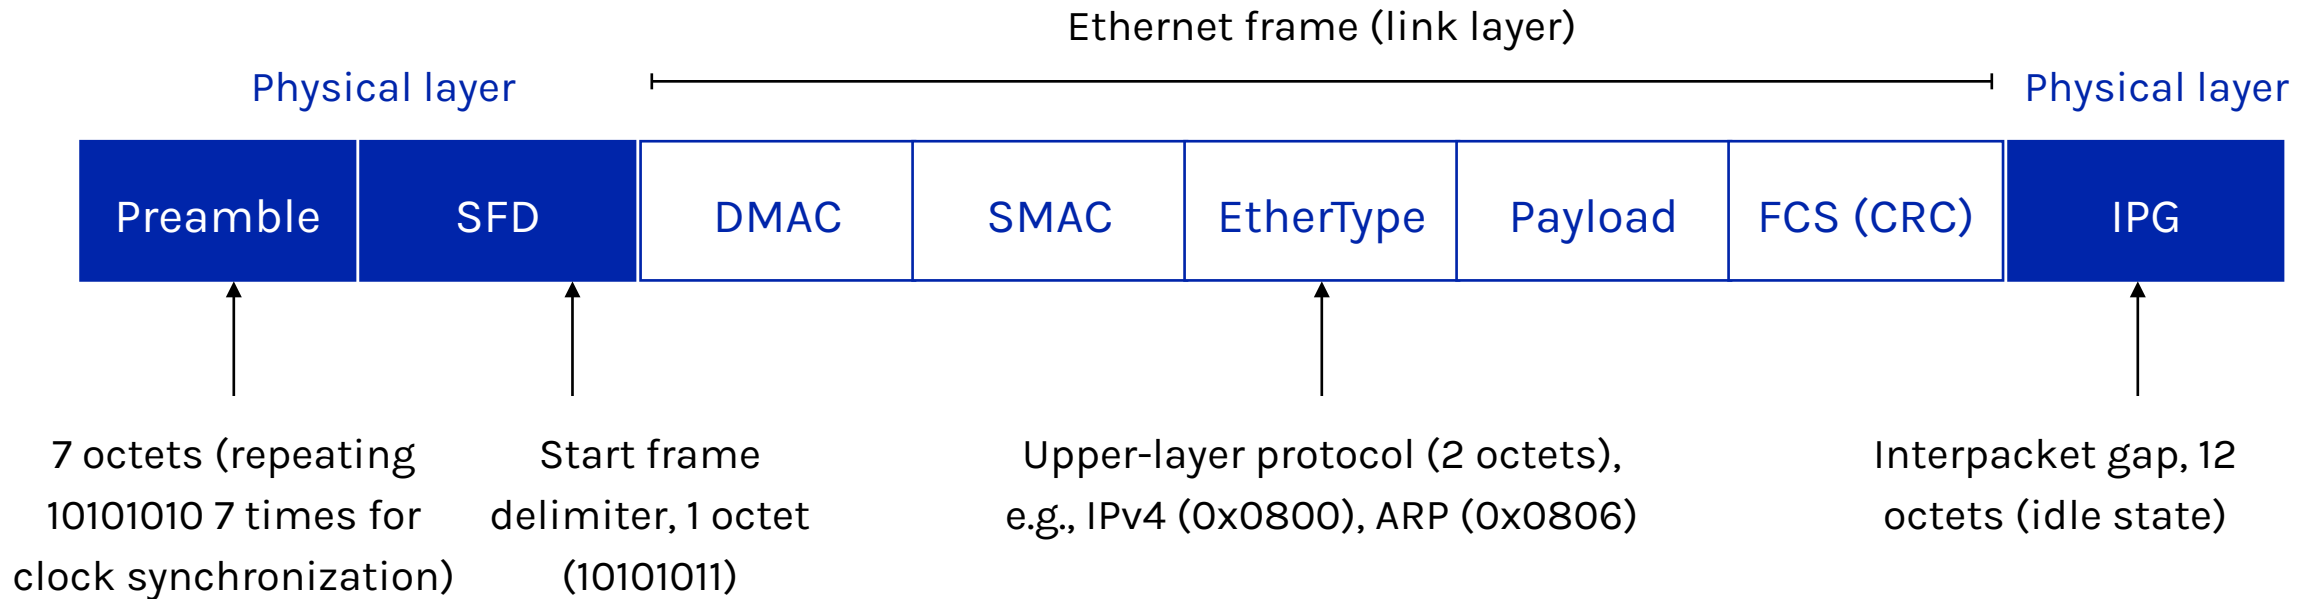 Ethernet frame (link layer)
Physical layer
Physical layer
Preamble
SFD
DMAC
SMAC
EtherType
Payload
FCS (CRC)
IPG
7 octets (repeating
10101010 7 times for
clock synchronization)
Start frame
delimiter, 1 octet
(10101011)
Upper-layer protocol (2 octets),
e.g., IPv4 (0x0800), ARP (0x0806)
Interpacket gap, 12
octets (idle state)